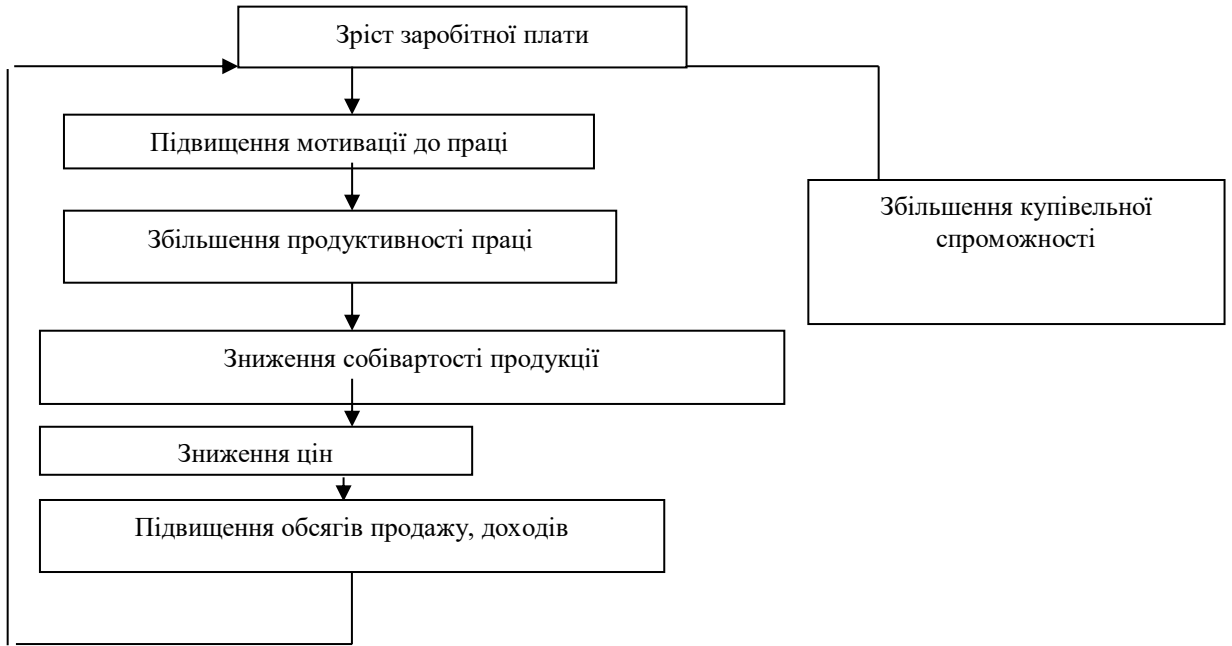 Зріст заробітної плати
Підвищення мотивації до праці
Збільшення купівельної
спроможності
Збільшення продуктивності праці
Зниження собівартості продукції
Зниження цін
Підвищення обсягів продажу, доходів